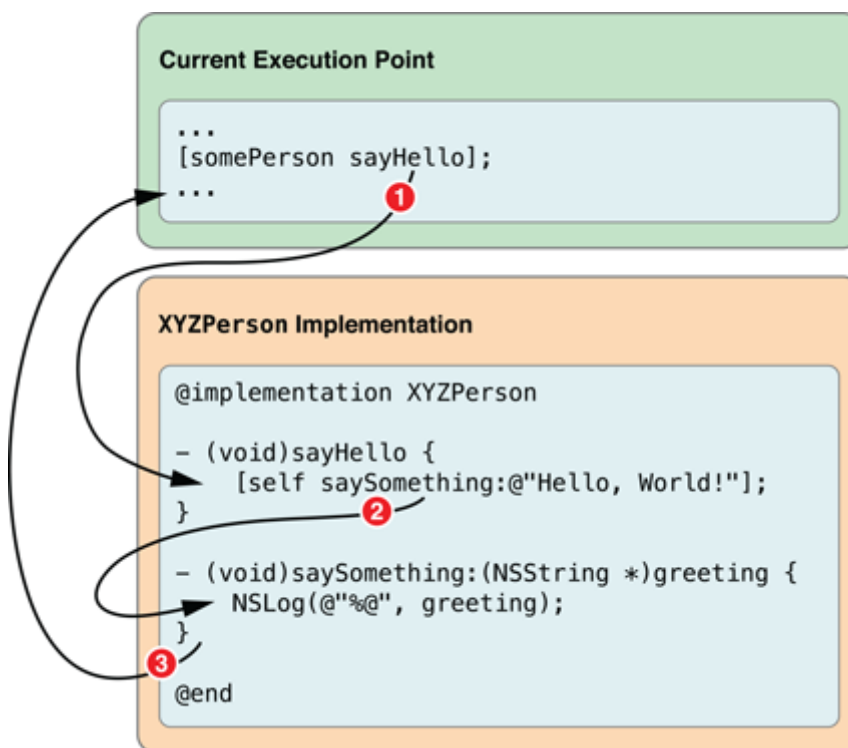 Current Execution Point
...
[somePerson sayHello];
...
1
XYZPerson Implementation
@implementation XYZPerson
– (void)sayHello {
[self saySomething:@"Hello, World!"];
}
2
– (void)saySomething:(NSString *)greeting {
NSLog(@"%@", greeting);
}
3
@end